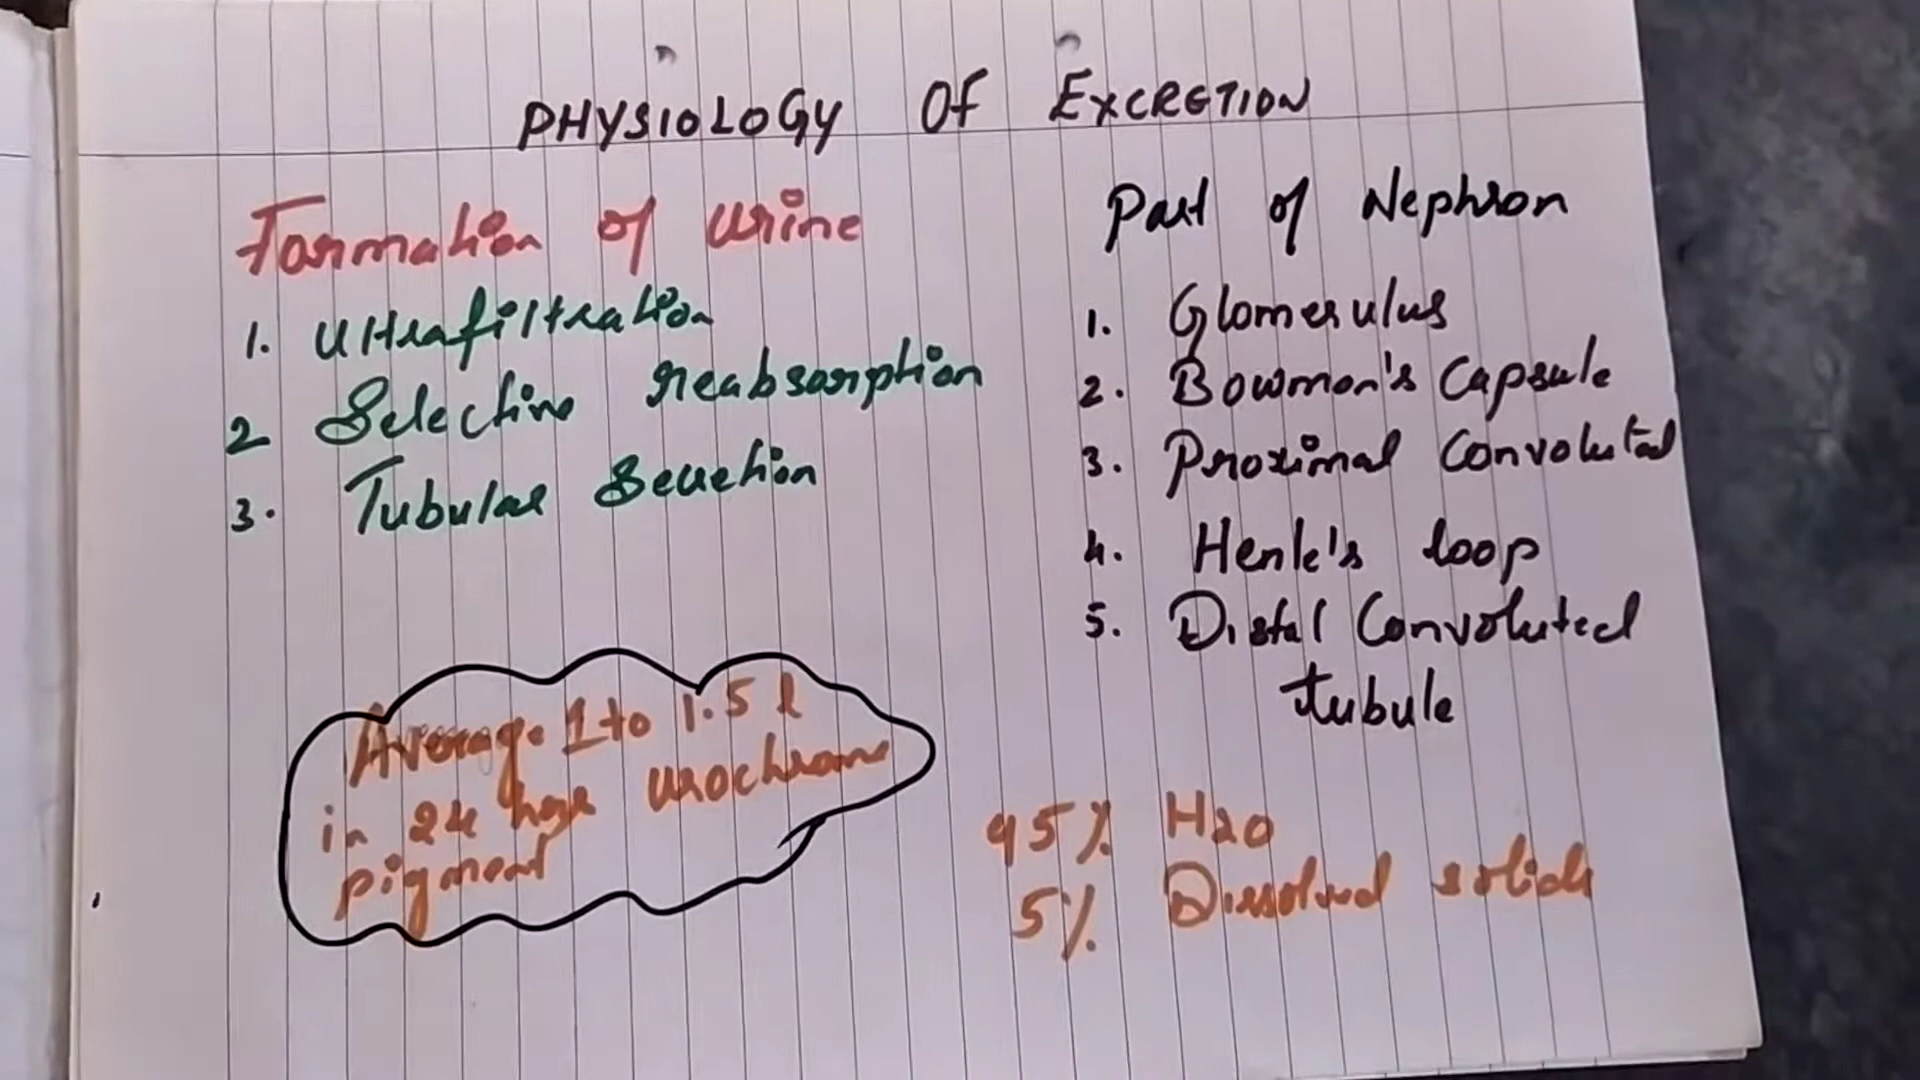 PHYSIOLOGY OF EXCRETION
Formation of urine
1. Ultrafiltration
2 Selective reabsorption
3. Tubular Secretion
Average 1 to 1.5 l
in 24 hour urochrome
pigment
Part of Nephron
1. Glomerulus
2. Bowmon's Capsule
3. Proximal Convoluted
4. Henle's loop
5. Distal Convoluted
tubule
95% H2O
5% Dissolved solids